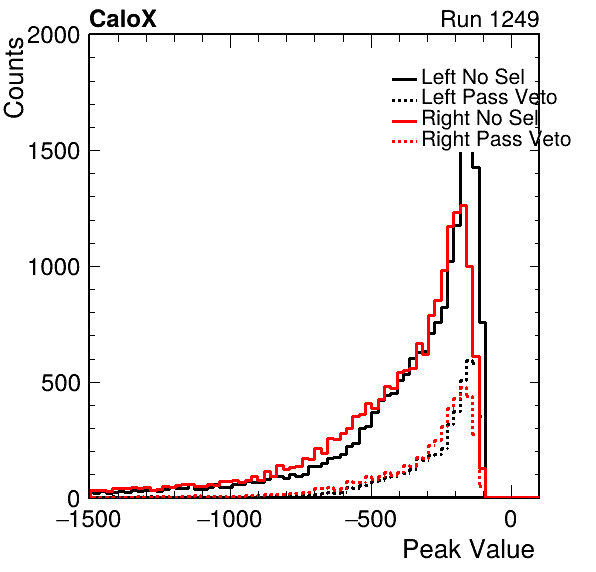 CaloX Run 1249
Counts
2000
1500
1000
500
0
Left No Sel
Left Pass Veto
Right No Sel
Right Pass Veto
−1500 −1000 −500 0
Peak Value